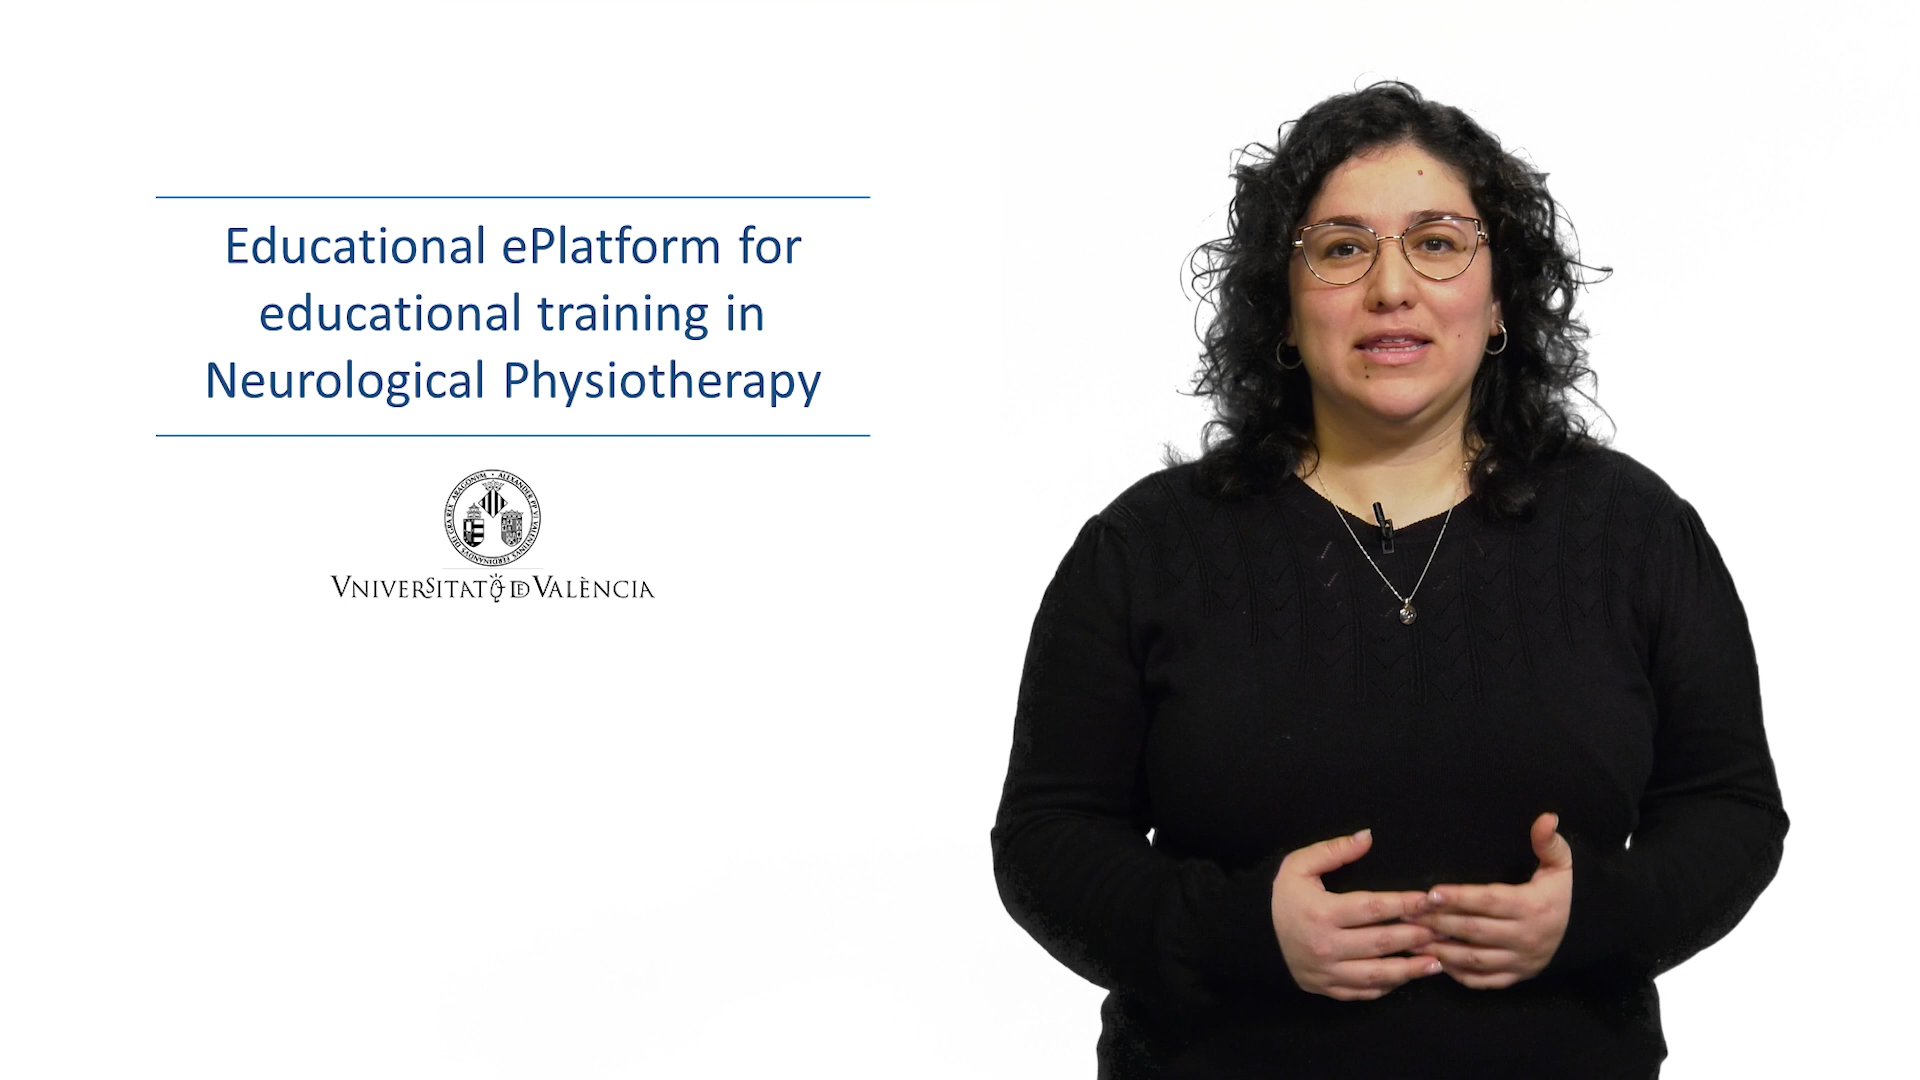 Educational ePlatform for
educational training in
Neurological Physiotherapy
VNIVERSITAT DE VALÈNCIA